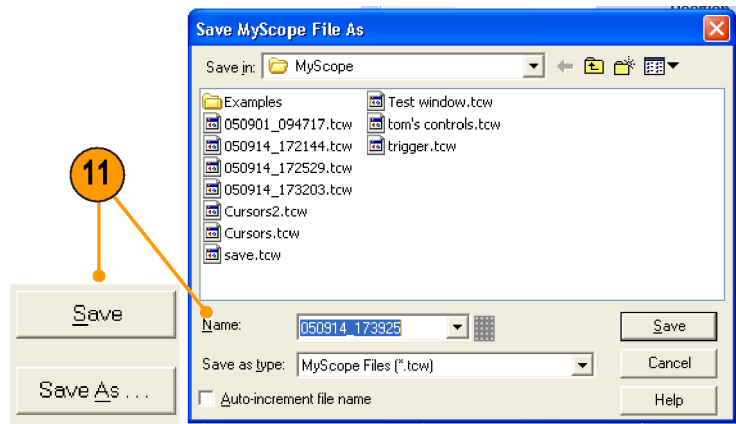 Save MyScope File As
Save in: MyScope
Examples
050901_094717.tcw
050914_172144.tcw
050914_172529.tcw
050914_173203.tcw
Cursors2.tcw
Cursors.tcw
save.tcw
Test window.tcw
tom's controls.tcw
trigger.tcw
11
Save
Save As ...
Name: 050914_173925
Save
Save as type: MyScope Files (*.tcw)
Cancel
Auto-increment file name
Help